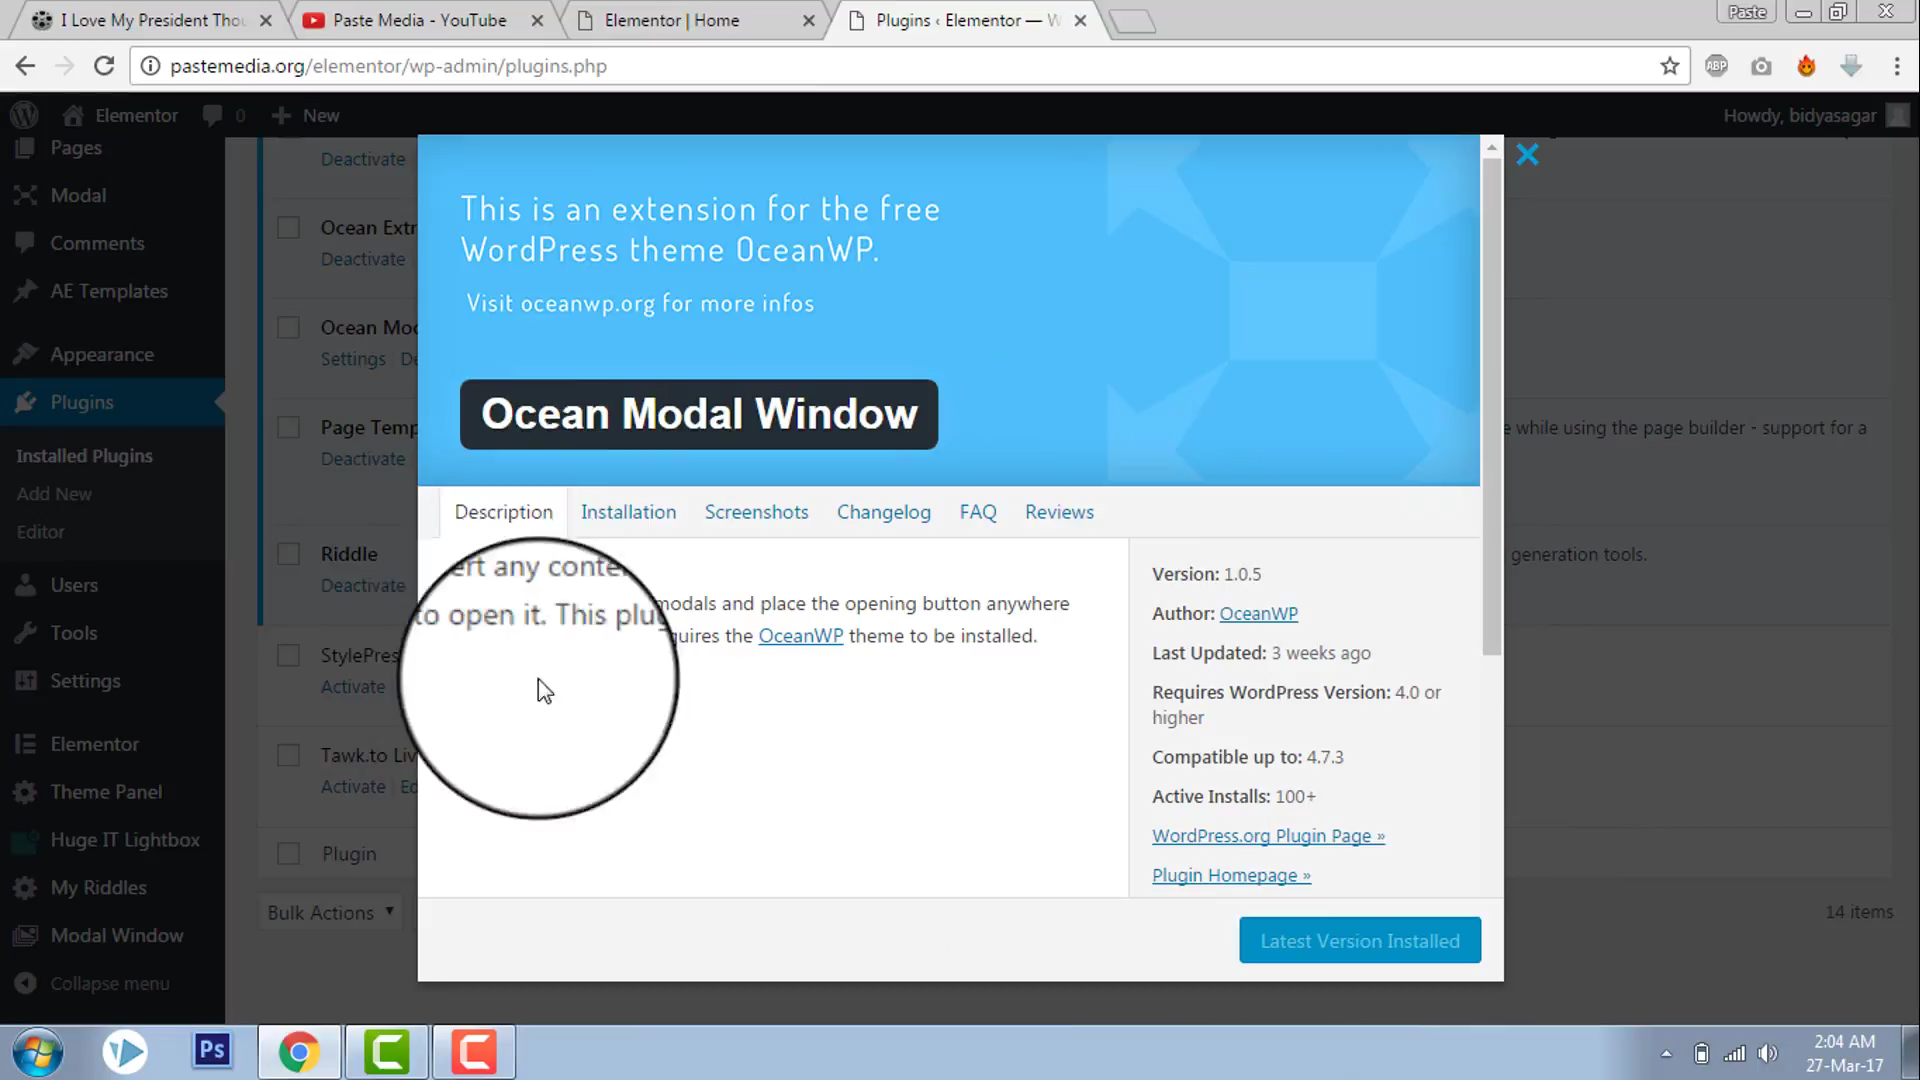 I Love My President Thou
Paste Media - YouTube
Elementor | Home
Plugins ‹ Elementor — W
Paste
pastemedia.org/elementor/wp-admin/plugins.php
ABP
Elementor
0
New
Howdy, bidyasagar
Pages
Modal
Comments
AE Templates
Appearance
Plugins
Installed Plugins
Add New
Editor
Users
Tools
Settings
Elementor
Theme Panel
Huge IT Lightbox
My Riddles
Modal Window
Collapse menu
Deactivate
Ocean Extr
Deactivate
Ocean Mod
Settings | De
Page Temp
Deactivate
Riddle
Deactivate
StylePres
Activate
Tawk.to Liv
Activate | Ed
Plugin
Bulk Actions
This is an extension for the free
WordPress theme OceanWP.
Visit oceanwp.org for more infos
Ocean Modal Window
Description
Installation
Screenshots
Changelog
FAQ
Reviews
ert any conte
to open it. This plug
modals and place the opening button anywhere
quires the OceanWP theme to be installed.
Version: 1.0.5
Author: OceanWP
Last Updated: 3 weeks ago
Requires WordPress Version: 4.0 or
higher
Compatible up to: 4.7.3
Active Installs: 100+
WordPress.org Plugin Page »
Plugin Homepage »
Latest Version Installed
e while using the page builder - support for a
generation tools.
14 items
Ps
2:04 AM
27-Mar-17